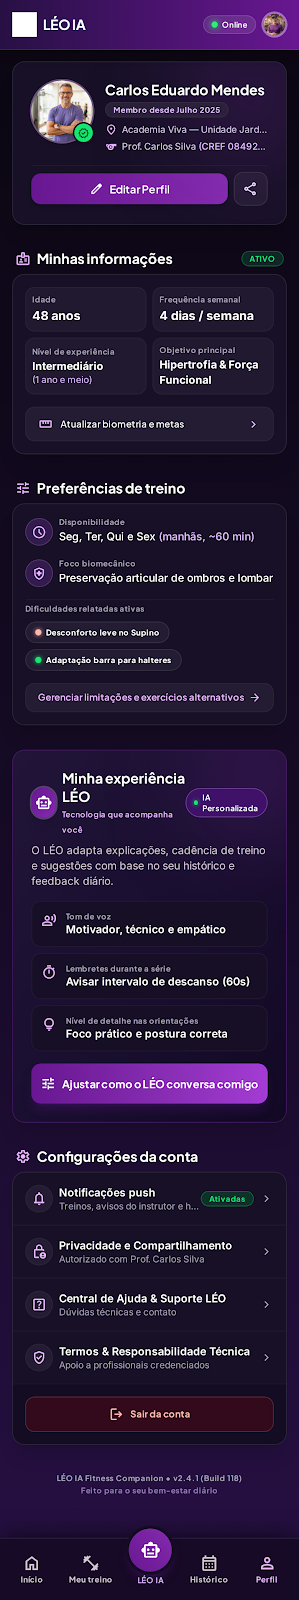 LÉO IA
Online
Carlos Eduardo Mendes
Membro desde Julho 2025
Academia Viva — Unidade Jard...
Prof. Carlos Silva (CREF 08492...
Editar Perfil
Minhas informações
ATIVO
Idade
48 anos
Frequência semanal
4 dias / semana
Nível de experiência
Intermediário
(1 ano e meio)
Objetivo principal
Hipertrofia & Força
Funcional
Atualizar biometria e metas
Preferências de treino
Disponibilidade
Seg, Ter, Qui e Sex (manhãs, ~60 min)
Foco biomecânico
Preservação articular de ombros e lombar
Dificuldades relatadas ativas
Desconforto leve no Supino
Adaptação barra para halteres
Gerenciar limitações e exercícios alternativos →
Minha experiência
LÉO
Tecnologia que acompanha
você
IA
Personalizada
O LÉO adapta explicações, cadência de treino
e sugestões com base no seu histórico e
feedback diário.
Tom de voz
Motivador, técnico e empático
Lembretes durante a série
Avisar intervalo de descanso (60s)
Nível de detalhe nas orientações
Foco prático e postura correta
Ajustar como o LÉO conversa comigo
Configurações da conta
Notificações push
Treinos, avisos do instrutor e h...
Ativadas
Privacidade e Compartilhamento
Autorizado com Prof. Carlos Silva
Central de Ajuda & Suporte LÉO
Dúvidas técnicas e contato
Termos & Responsabilidade Técnica
Apoio a profissionais credenciados
Sair da conta
LÉO IA Fitness Companion • v2.4.1 (Build 118)
Feito para o seu bem-estar diário
Início
Meu treino
LÉO IA
Histórico
Perfil